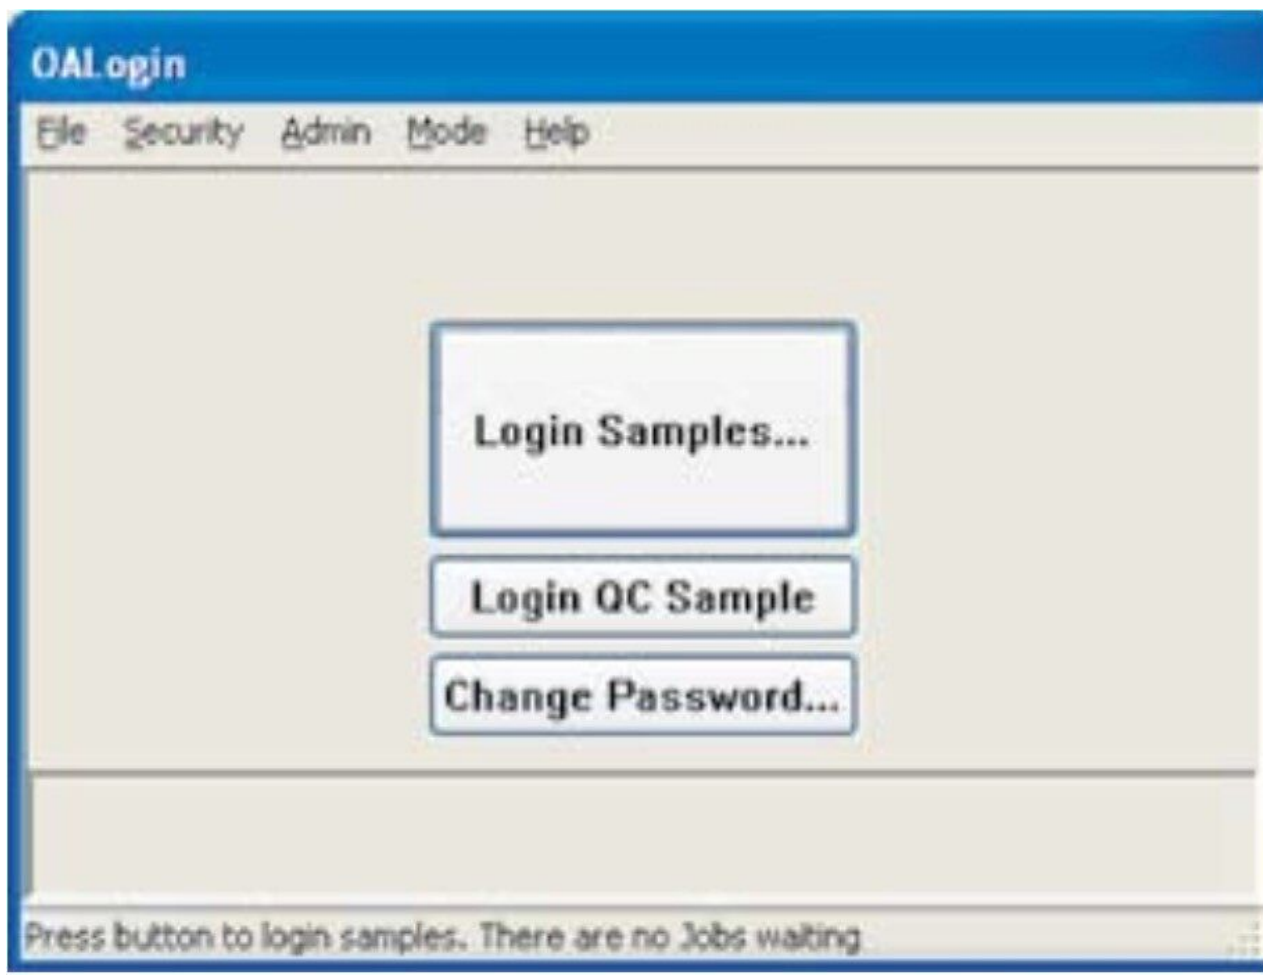 OALogin
File Security Admin Mode Help
Login Samples...
Login QC Sample
Change Password...
Press button to login samples. There are no Jobs waiting